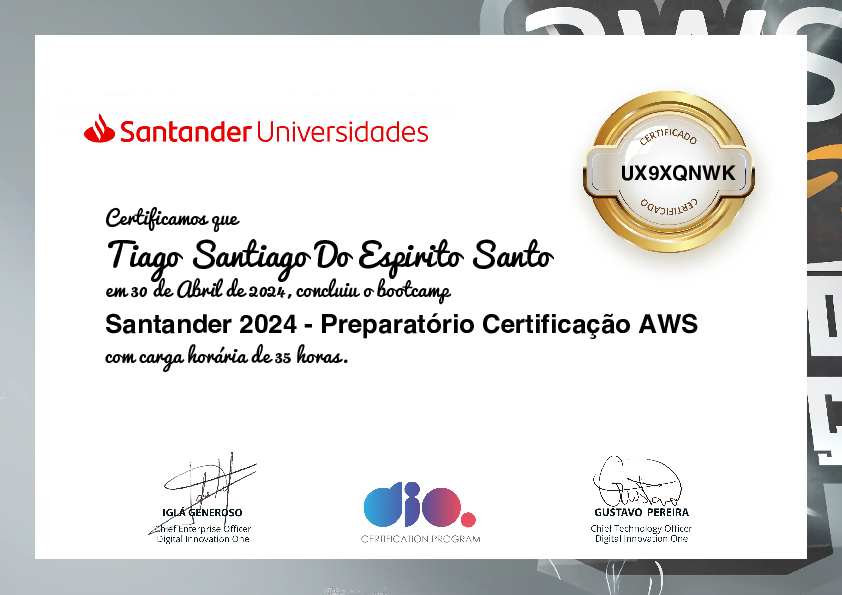 aws
Santander Universidades
CERTIFICADO
UX9XQNWK
CERTIFICADO
Certificamos que
Tiago Santiago Do Espirito Santo
em 30 de Abril de 2024, concluiu o bootcamp
Santander 2024 - Preparatório Certificação AWS
com carga horária de 35 horas.
IGLÁ GENEROSO
Chief Enterprise Officer
Digital Innovation One
dio.
CERTIFICATION PROGRAM
GUSTAVO PEREIRA
Chief Technology Officer
Digital Innovation One